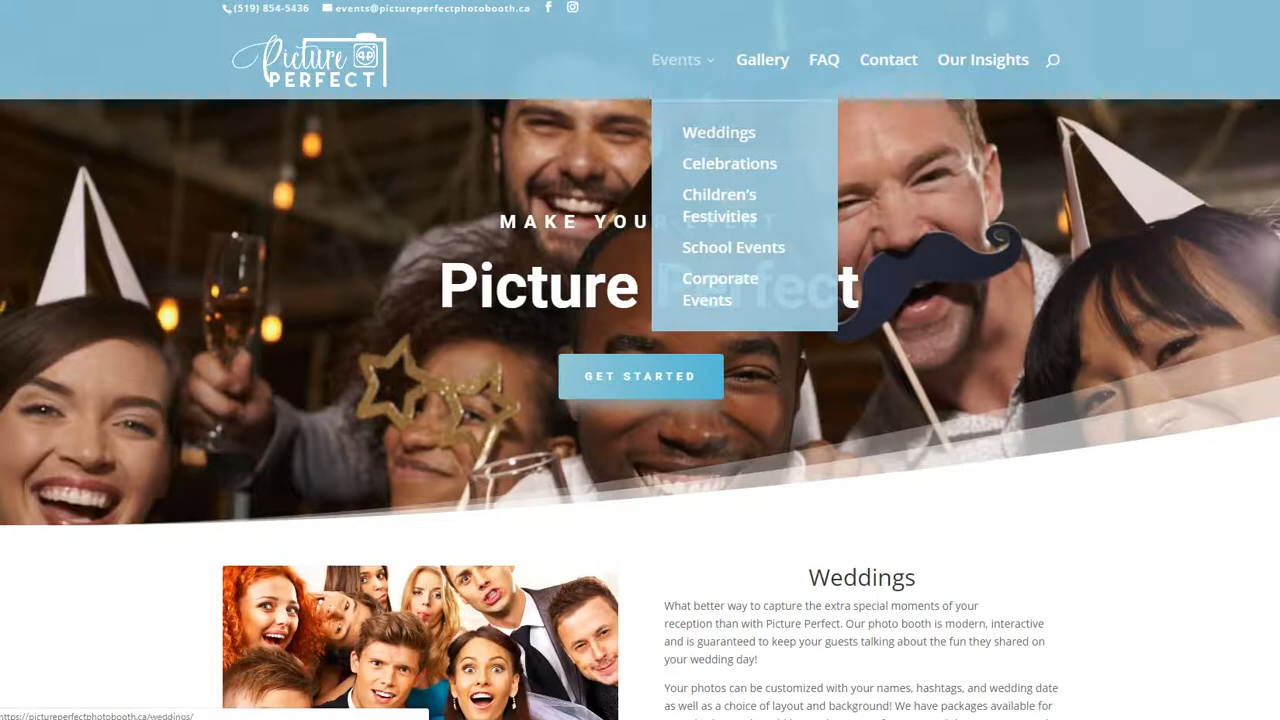 (519) 854-5436 events@pictureperfectphotobooth.ca
Picture
PERFECT
Events Gallery FAQ Contact Our Insights
Weddings
Celebrations
Children's
Festivities
School Events
Corporate
Events
MAKE YOUR EVENT
Picture Perfect
GET STARTED
Weddings
What better way to capture the extra special moments of your
reception than with Picture Perfect. Our photo booth is modern, interactive
and is guaranteed to keep your guests talking about the fun they shared on
your wedding day!
Your photos can be customized with your names, hashtags, and wedding date
as well as a choice of layout and background! We have packages available for
https://pictureperfectphotobooth.ca/weddings/